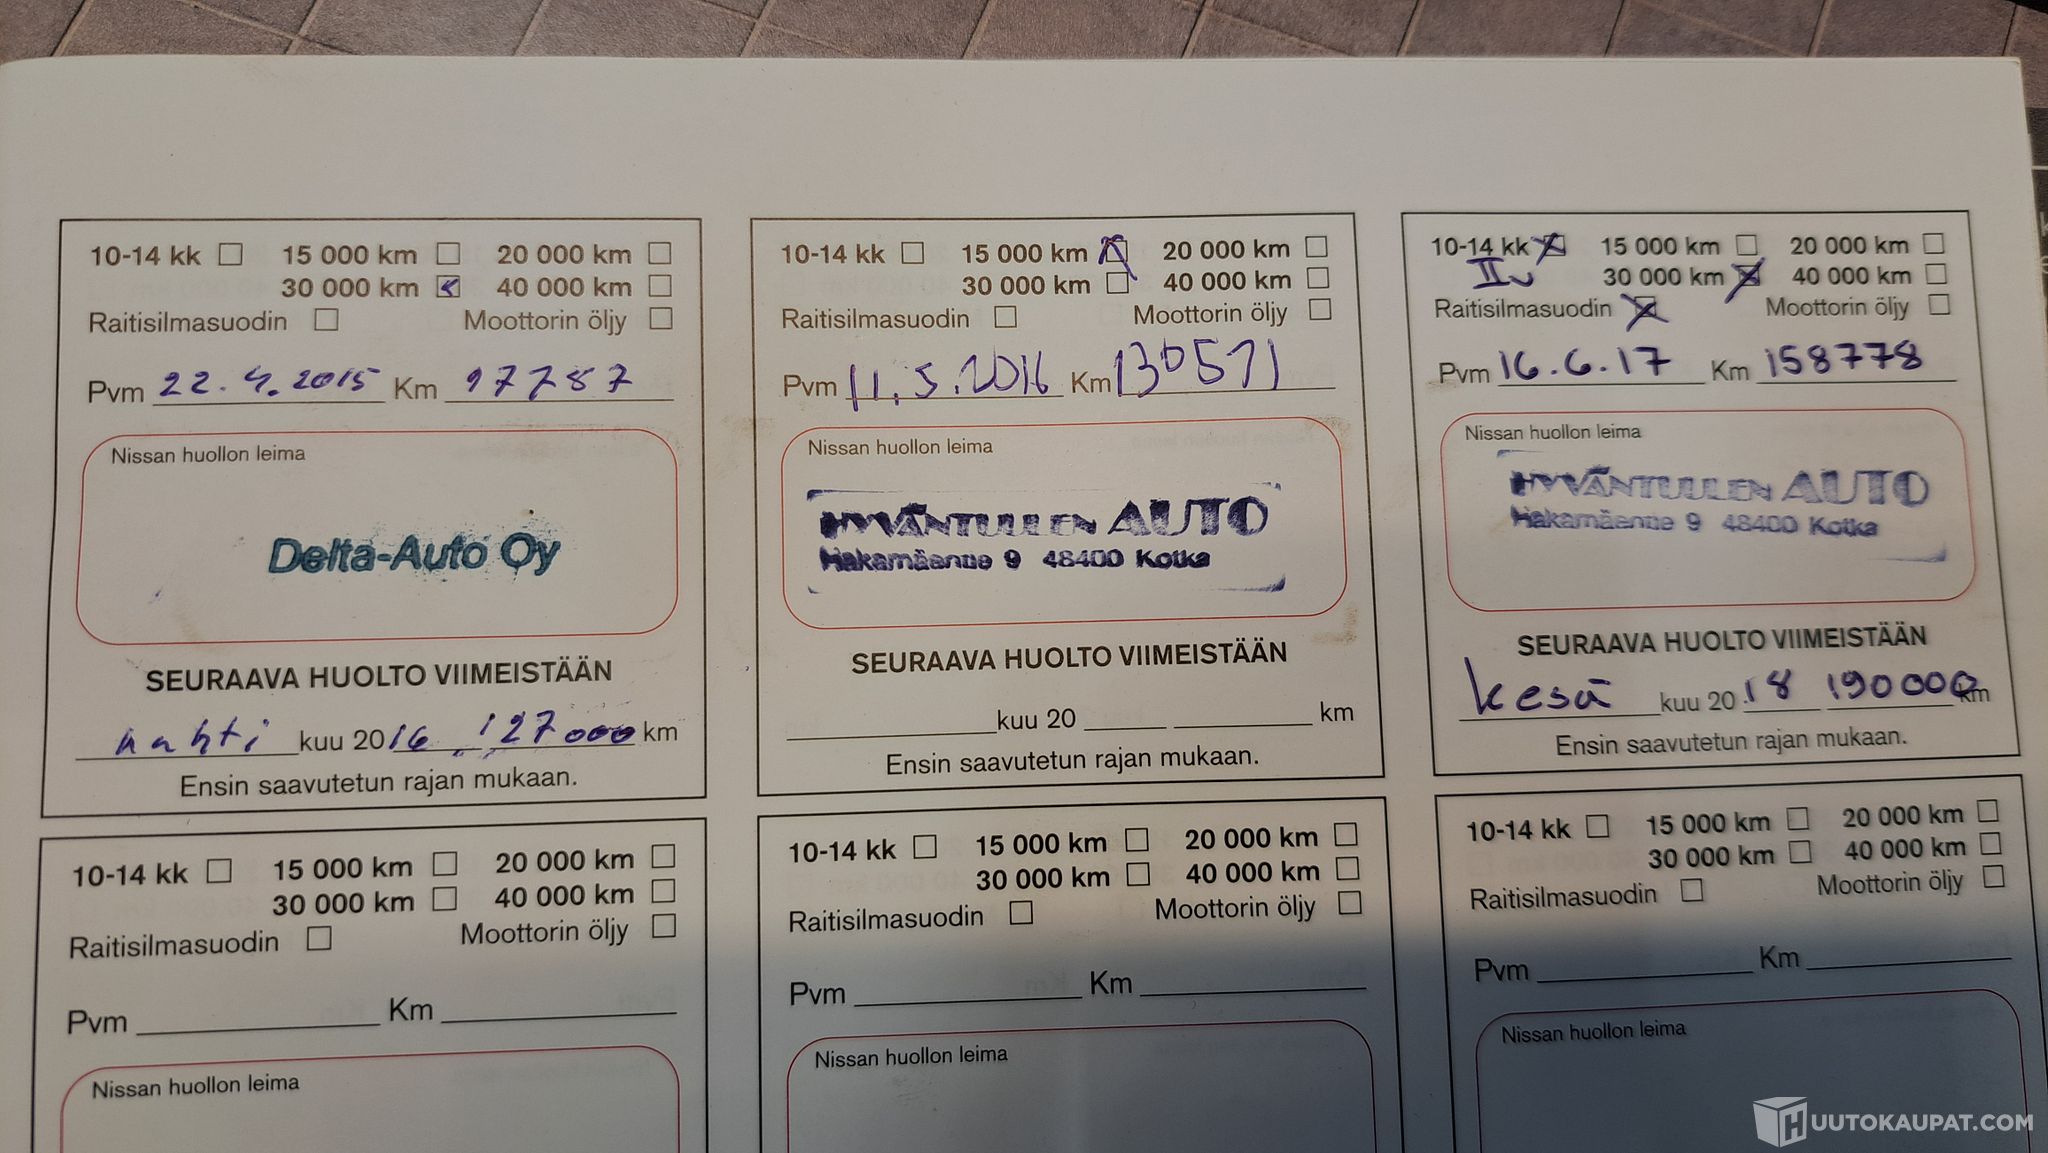 10-14 kk 15 000 km 20 000 km
30 000 km 40 000 km
Raitisilmasuodin Moottorin öljy
Pvm 22.4.2015 Km 97787
Nissan huollon leima
Delta-Auto Oy
SEURAAVA HUOLTO VIIMEISTÄÄN
huhti kuu 2016 127000 km
Ensin saavutetun rajan mukaan.
10-14 kk 15 000 km 20 000 km
30 000 km 40 000 km
Raitisilmasuodin Moottorin öljy
Pvm 11.5.2016 Km 130571
Nissan huollon leima
HYVÄNTUULEN AUTO
Hakamäentie 9 48400 Kotka
SEURAAVA HUOLTO VIIMEISTÄÄN
kuu 20 km
Ensin saavutetun rajan mukaan.
10-14 kk 15 000 km 20 000 km
30 000 km 40 000 km
Raitisilmasuodin Moottorin öljy
Pvm 16.6.17 Km 158778
Nissan huollon leima
HYVÄNTUULEN AUTO
Hakamäentie 9 48400 Kotka
SEURAAVA HUOLTO VIIMEISTÄÄN
kesä kuu 20 18 190000 km
Ensin saavutetun rajan mukaan.
10-14 kk 15 000 km 20 000 km
30 000 km 40 000 km
Raitisilmasuodin Moottorin öljy
Pvm Km
Nissan huollon leima
10-14 kk 15 000 km 20 000 km
30 000 km 40 000 km
Raitisilmasuodin Moottorin öljy
Pvm Km
Nissan huollon leima
10-14 kk 15 000 km 20 000 km
30 000 km 40 000 km
Raitisilmasuodin Moottorin öljy
Pvm Km
Nissan huollon leima
HUUTOKAUPAT.COM